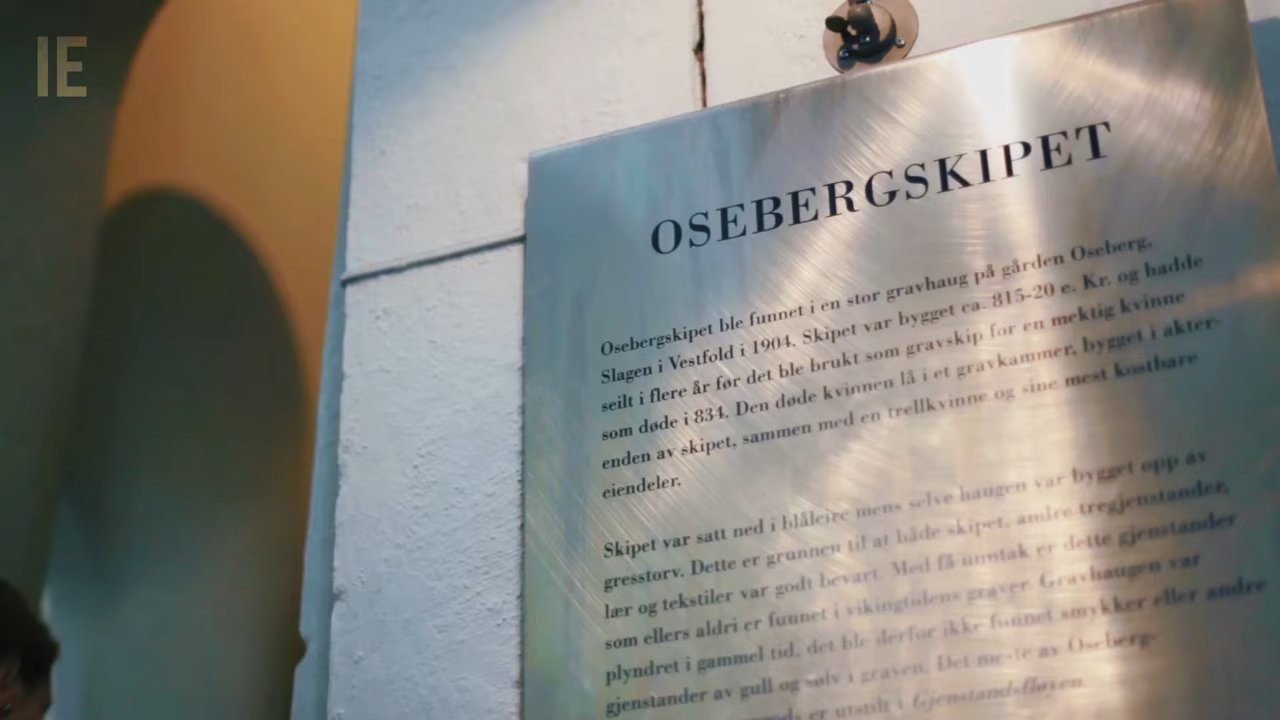 IE
OSEBERGSKIPET
Osebergskipet ble funnet i en stor gravhaug på gården Oseberg,
Slagen i Vestfold i 1904. Skipet var bygget ca. 815-20 e. Kr. og hadde
seilt i flere år før det ble brukt som gravskip for en mektig kvinne
som døde i 834. Den døde kvinnen lå i et gravkammer, bygget i akter-
enden av skipet, sammen med en trellkvinne og sine mest kostbare
eiendeler.
Skipet var satt ned i blåleire mens selve haugen var bygget opp av
gresstorv. Dette er grunnen til at både skipet, andre tregjenstander,
lær og tekstiler var godt bevart. Med få unntak er dette gjenstander
som ellers aldri er funnet i vikingtidens graver. Gravhaugen var
plyndret i gammel tid, det ble derfor ikke funnet smykker eller andre
gjenstander av gull og sølv i graven. Det meste av Oseberg-
er utstilt i Gjenstandsfløyen.